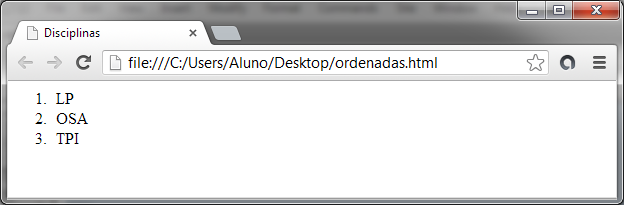 Disciplinas
file:///C:/Users/Aluno/Desktop/ordenadas.html
1. LP
2. OSA
3. TPI